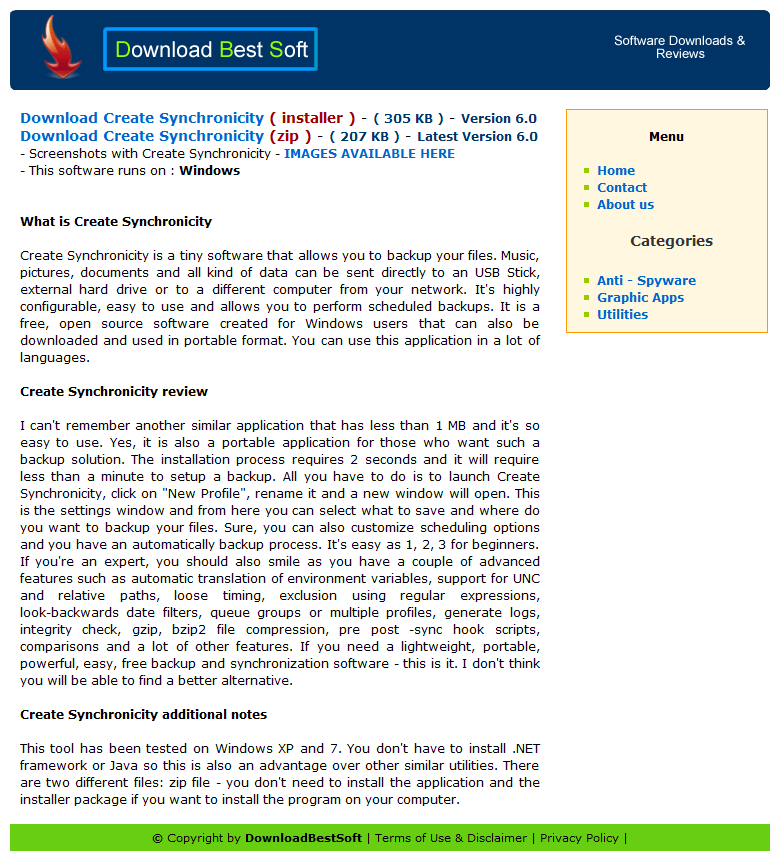 Download Best Soft
Software Downloads &
Reviews
Download Create Synchronicity ( installer ) - ( 305 KB ) - Version 6.0
Download Create Synchronicity (zip ) - ( 207 KB ) - Latest Version 6.0
- Screenshots with Create Synchronicity - IMAGES AVAILABLE HERE
- This software runs on : Windows
What is Create Synchronicity
Create Synchronicity is a tiny software that allows you to backup your files. Music,
pictures, documents and all kind of data can be sent directly to an USB Stick,
external hard drive or to a different computer from your network. It's highly
configurable, easy to use and allows you to perform scheduled backups. It is a
free, open source software created for Windows users that can also be
downloaded and used in portable format. You can use this application in a lot of
languages.
Create Synchronicity review
I can't remember another similar application that has less than 1 MB and it's so
easy to use. Yes, it is also a portable application for those who want such a
backup solution. The installation process requires 2 seconds and it will require
less than a minute to setup a backup. All you have to do is to launch Create
Synchronicity, click on "New Profile", rename it and a new window will open. This
is the settings window and from here you can select what to save and where do
you want to backup your files. Sure, you can also customize scheduling options
and you have an automatically backup process. It's easy as 1, 2, 3 for beginners.
If you're an expert, you should also smile as you have a couple of advanced
features such as automatic translation of environment variables, support for UNC
and relative paths, loose timing, exclusion using regular expressions,
look-backwards date filters, queue groups or multiple profiles, generate logs,
integrity check, gzip, bzip2 file compression, pre post -sync hook scripts,
comparisons and a lot of other features. If you need a lightweight, portable,
powerful, easy, free backup and synchronization software - this is it. I don't think
you will be able to find a better alternative.
Create Synchronicity additional notes
This tool has been tested on Windows XP and 7. You don't have to install .NET
framework or Java so this is also an advantage over other similar utilities. There
are two different files: zip file - you don't need to install the application and the
installer package if you want to install the program on your computer.
Menu
Home
Contact
About us
Categories
Anti - Spyware
Graphic Apps
Utilities
© Copyright by DownloadBestSoft | Terms of Use & Disclaimer | Privacy Policy |